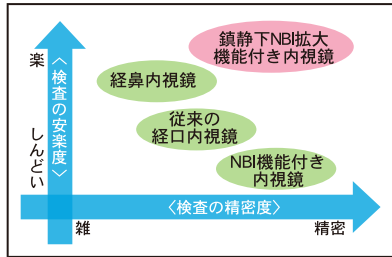 鎮静下NBI拡大
機能付き内視鏡
楽
〈検査の安楽度〉
しんどい
経鼻内視鏡
従来の
経口内視鏡
NBI機能付き
内視鏡
〈検査の精密度〉
雑
精密